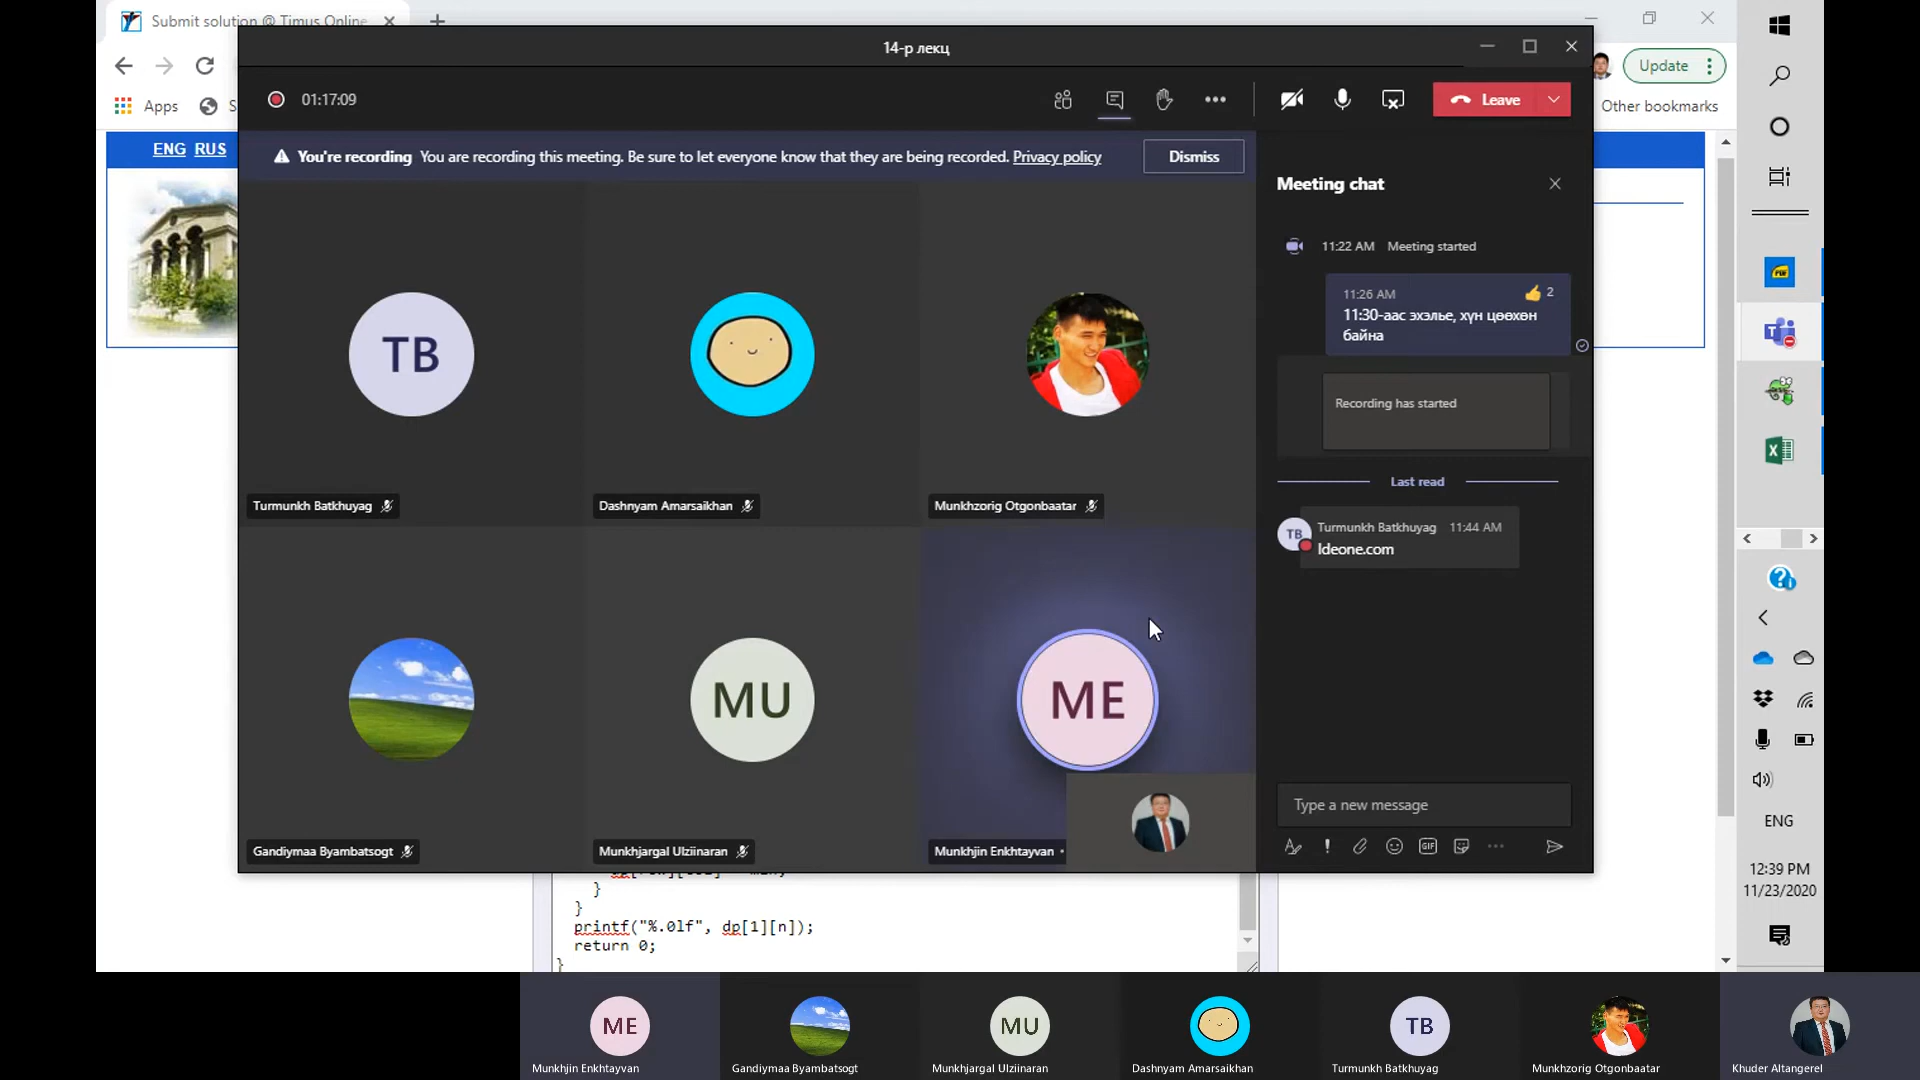 Submit solution @ Timus Online
14-р лекц
Update
Apps
S
Other bookmarks
01:17:09
Leave
ENG RUS
You're recording You are recording this meeting. Be sure to let everyone know that they are being recorded. Privacy policy
Dismiss
Meeting chat
11:22 AM Meeting started
11:26 AM
2
11:30-аас эхэлье, хүн цөөхөн
байна
Recording has started
Last read
TB
Turmunkh Batkhuyag 11:44 AM
Ideone.com
TB
Turmunkh Batkhuyag
Dashnyam Amarsaikhan
Munkhzorig Otgonbaatar
MU
ME
Gandiymaa Byambatsogt
Munkhjargal Ulziinaran
Munkhjin Enkhtayvan
Type a new message
GIF
ENG
12:39 PM
11/23/2020
}
}
printf("%.0lf", dp[1][n]);
return 0;
}
ME
MU
TB
Munkhjin Enkhtayvan
Gandiymaa Byambatsogt
Munkhjargal Ulziinaran
Dashnyam Amarsaikhan
Turmunkh Batkhuyag
Munkhzorig Otgonbaatar
Khuder Altangerel